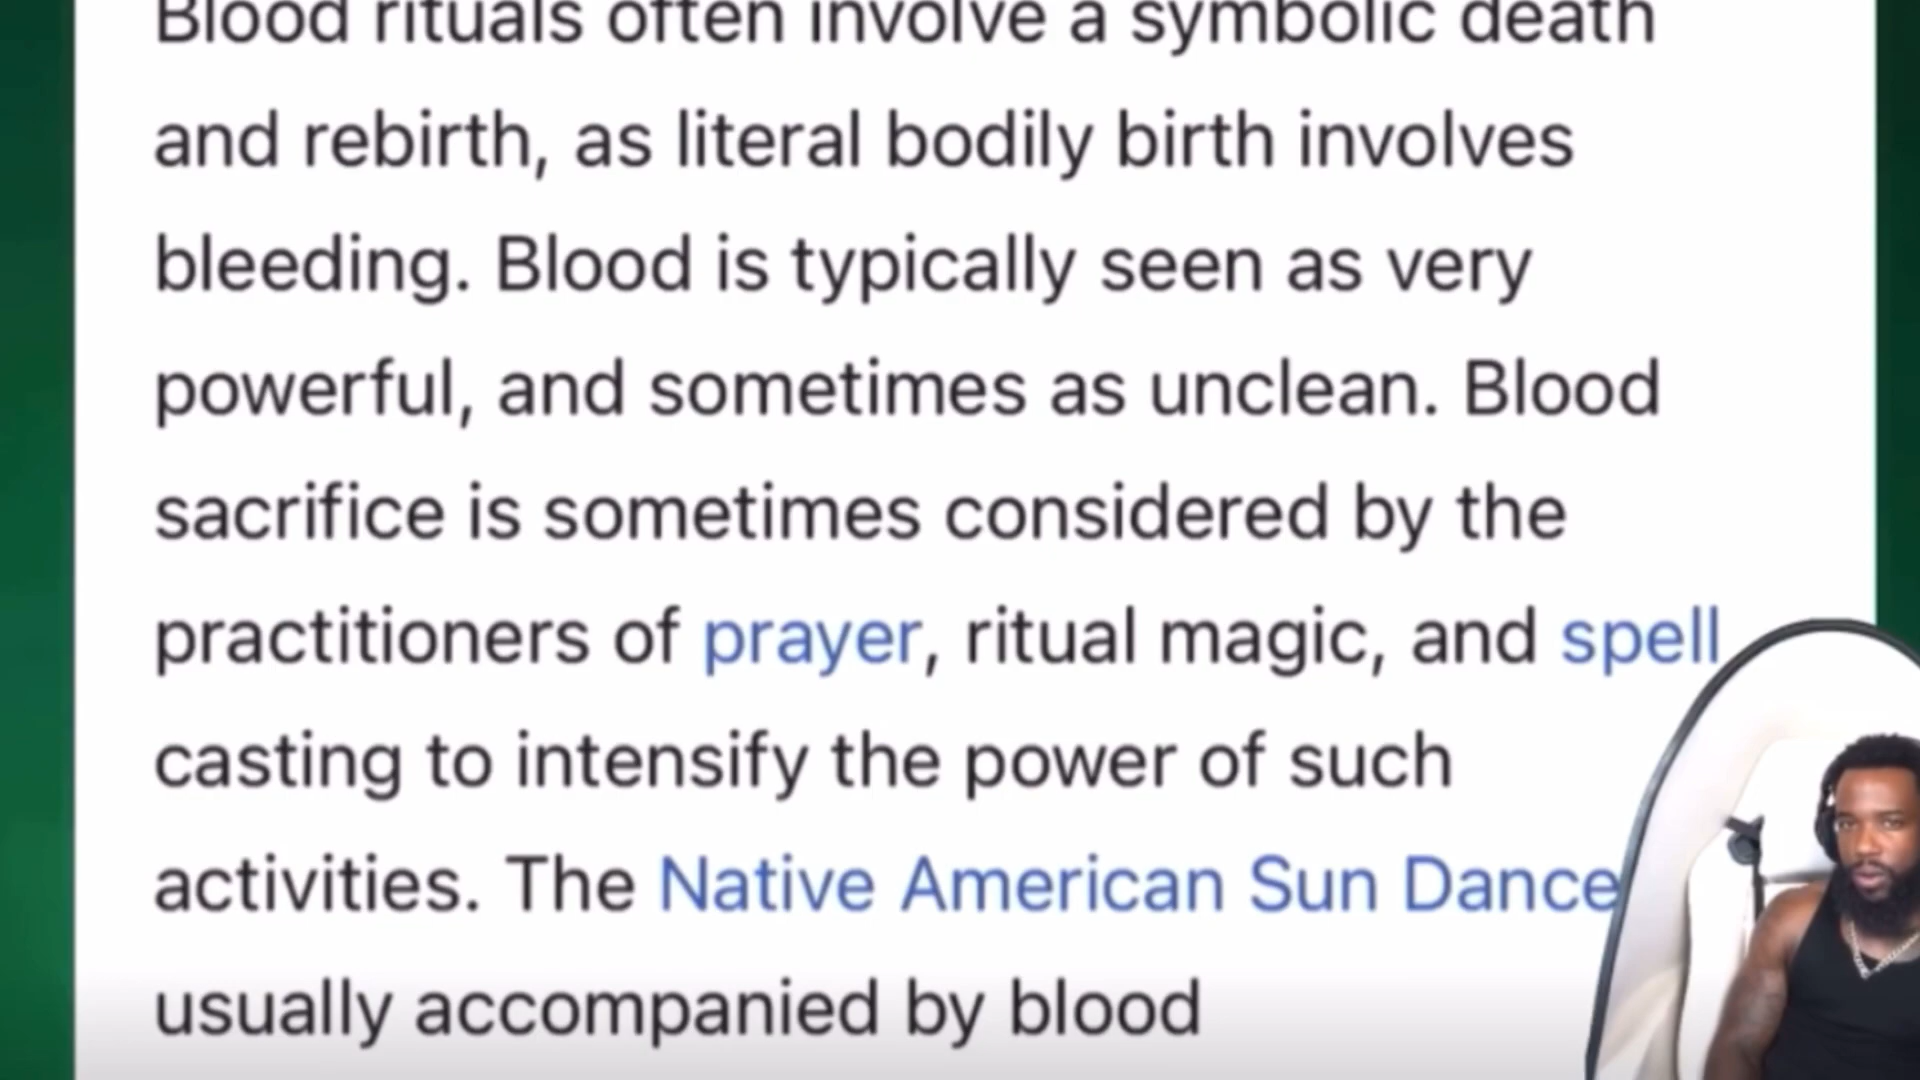 Blood rituals often involve a symbolic death
and rebirth, as literal bodily birth involves
bleeding. Blood is typically seen as very
powerful, and sometimes as unclean. Blood
sacrifice is sometimes considered by the
practitioners of prayer, ritual magic, and spell
casting to intensify the power of such
activities. The Native American Sun Dance
usually accompanied by blood